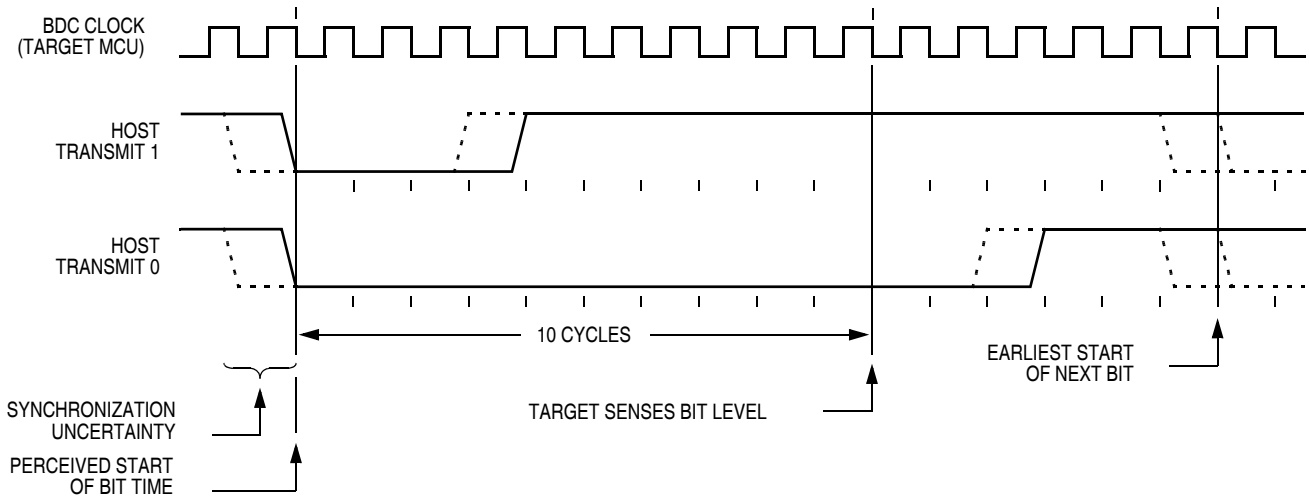 BDC CLOCK
(TARGET MCU)
HOST
TRANSMIT 1
HOST
TRANSMIT 0
10 CYCLES
EARLIEST START
OF NEXT BIT
SYNCHRONIZATION
UNCERTAINTY
TARGET SENSES BIT LEVEL
PERCEIVED START
OF BIT TIME